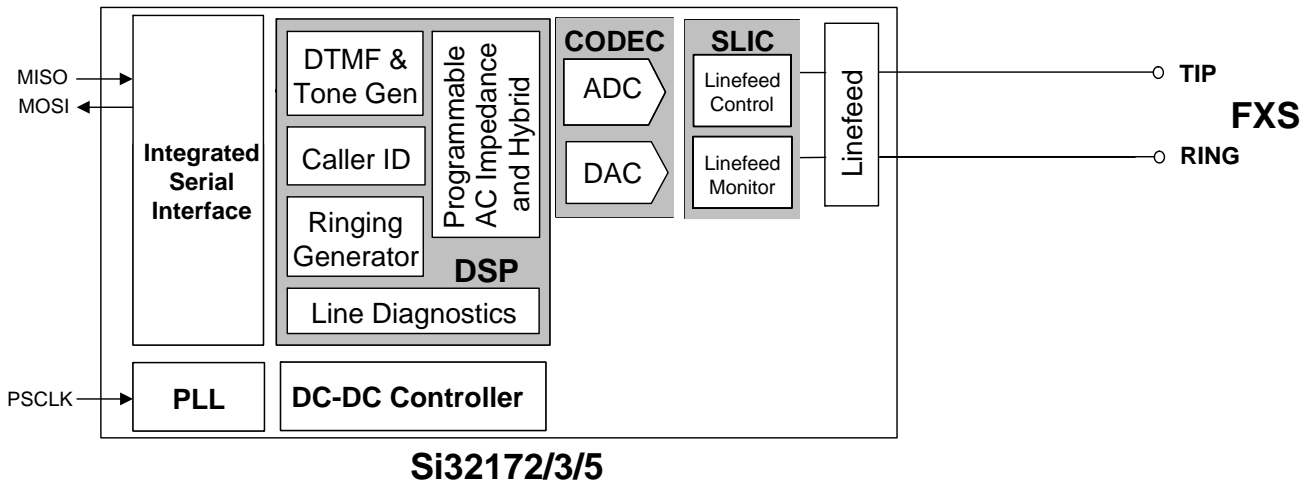 MISO
MOSI
Integrated
Serial
Interface
DTMF &
Tone Gen
Caller ID
Ringing
Generator
Programmable
AC Impedance
and Hybrid
DSP
Line Diagnostics
CODEC
ADC
DAC
SLIC
Linefeed
Control
Linefeed
Monitor
Linefeed
TIP
FXS
RING
PSCLK
PLL
DC-DC Controller
Si32172/3/5